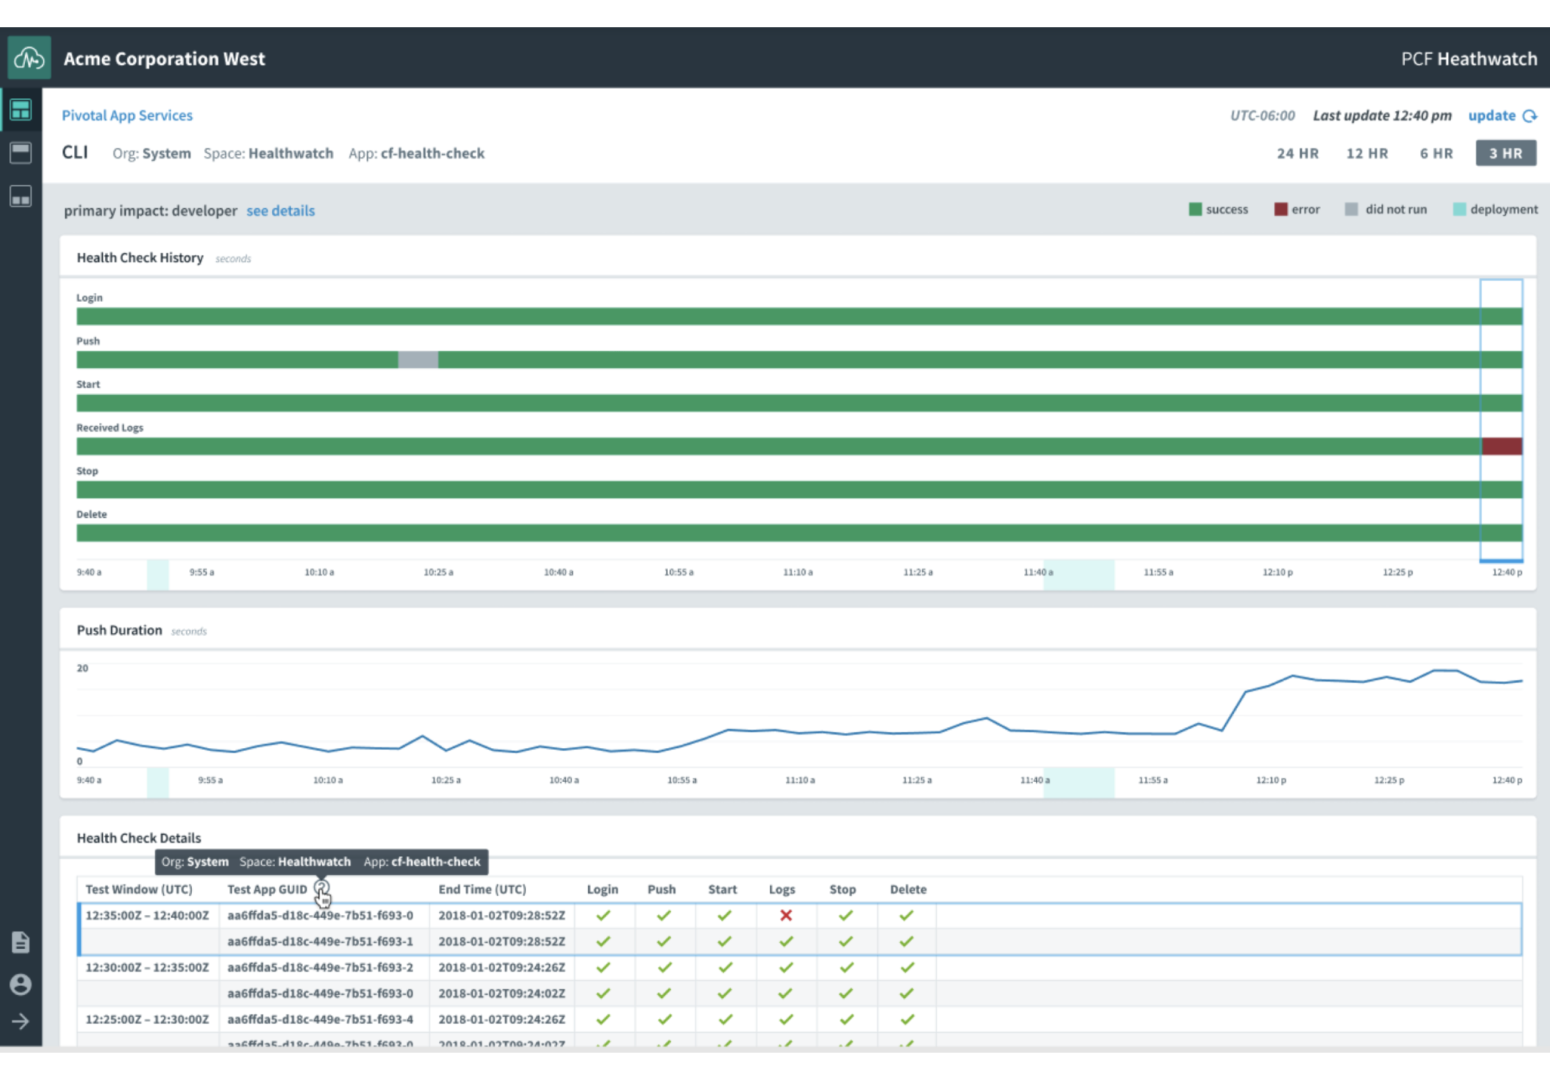 Acme Corporation West PCF Heathwatch
Pivotal App Services UTC-06:00 Last update 12:40 pm update
CLI Org: System Space: Healthwatch App: cf-health-check 24 HR 12 HR 6 HR 3 HR
primary impact: developer see details success error did not run deployment
Health Check History seconds
Login
Push
Start
Received Logs
Stop
Delete
9:40 a 9:55 a 10:10 a 10:25 a 10:40 a 10:55 a 11:10 a 11:25 a 11:40 a 11:55 a 12:10 p 12:25 p 12:40 p
Push Duration seconds
20
0
9:40 a 9:55 a 10:10 a 10:25 a 10:40 a 10:55 a 11:10 a 11:25 a 11:40 a 11:55 a 12:10 p 12:25 p 12:40 p
Health Check Details
Org: System Space: Healthwatch App: cf-health-check
Test Window (UTC) Test App GUID ? End Time (UTC) Login Push Start Logs Stop Delete
12:35:00Z – 12:40:00Z aa6ffda5-d18c-449e-7b51-f693-0 2018-01-02T09:28:52Z
aa6ffda5-d18c-449e-7b51-f693-1 2018-01-02T09:28:52Z
12:30:00Z – 12:35:00Z aa6ffda5-d18c-449e-7b51-f693-2 2018-01-02T09:24:26Z
aa6ffda5-d18c-449e-7b51-f693-0 2018-01-02T09:24:02Z
12:25:00Z – 12:30:00Z aa6ffda5-d18c-449e-7b51-f693-4 2018-01-02T09:24:26Z
aa6ffda5-d18c-449e-7b51-f693-0 2018-01-02T09:24:02Z